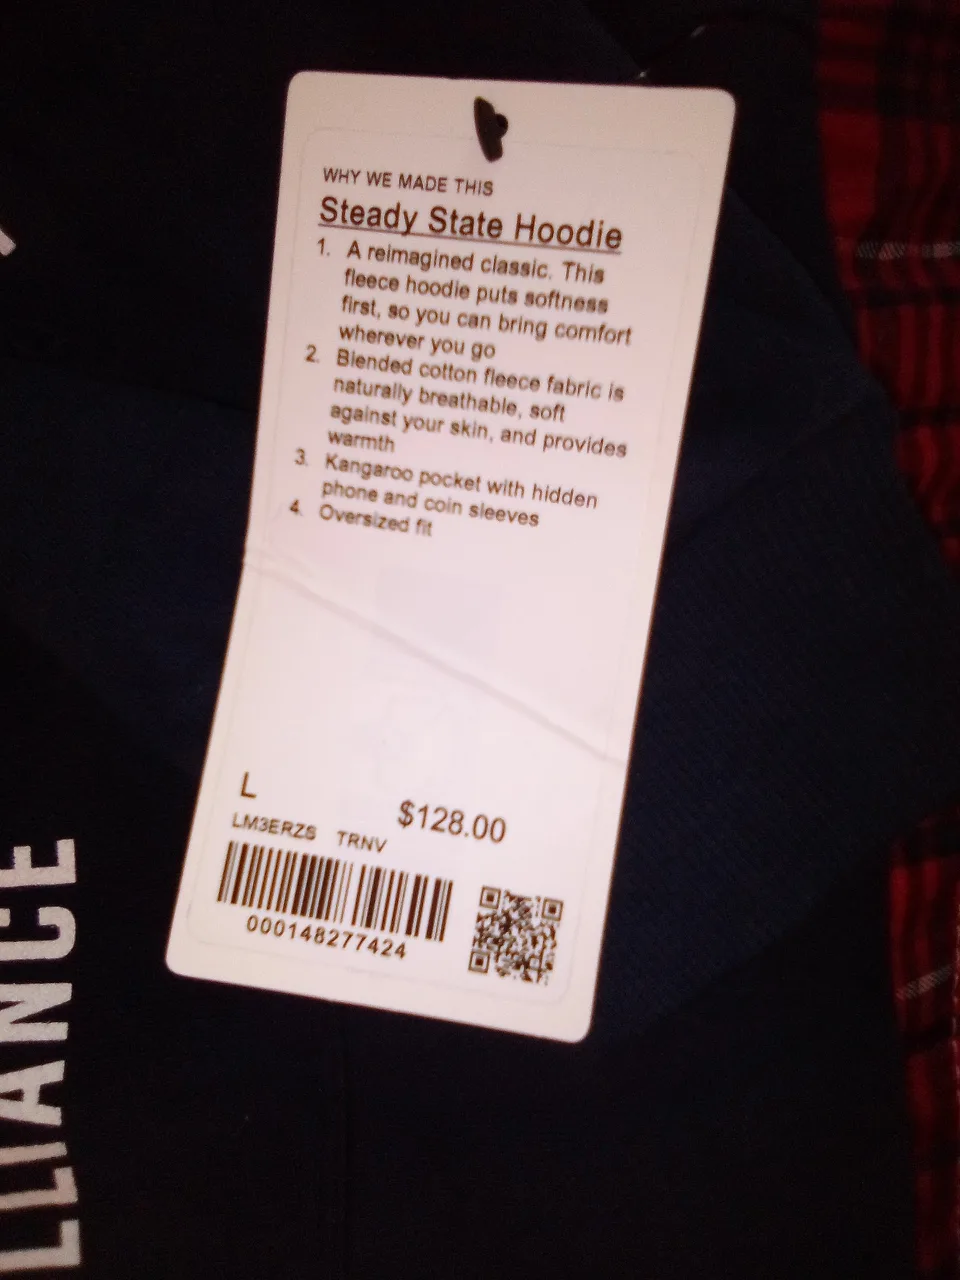 WHY WE MADE THIS
Steady State Hoodie
1. A reimagined classic. This
fleece hoodie puts softness
first, so you can bring comfort
wherever you go
2. Blended cotton fleece fabric is
naturally breathable, soft
against your skin, and provides
warmth
3. Kangaroo pocket with hidden
phone and coin sleeves
4. Oversized fit
L
$128.00
LM3ERZS TRNV
000148277424
LLIANCE